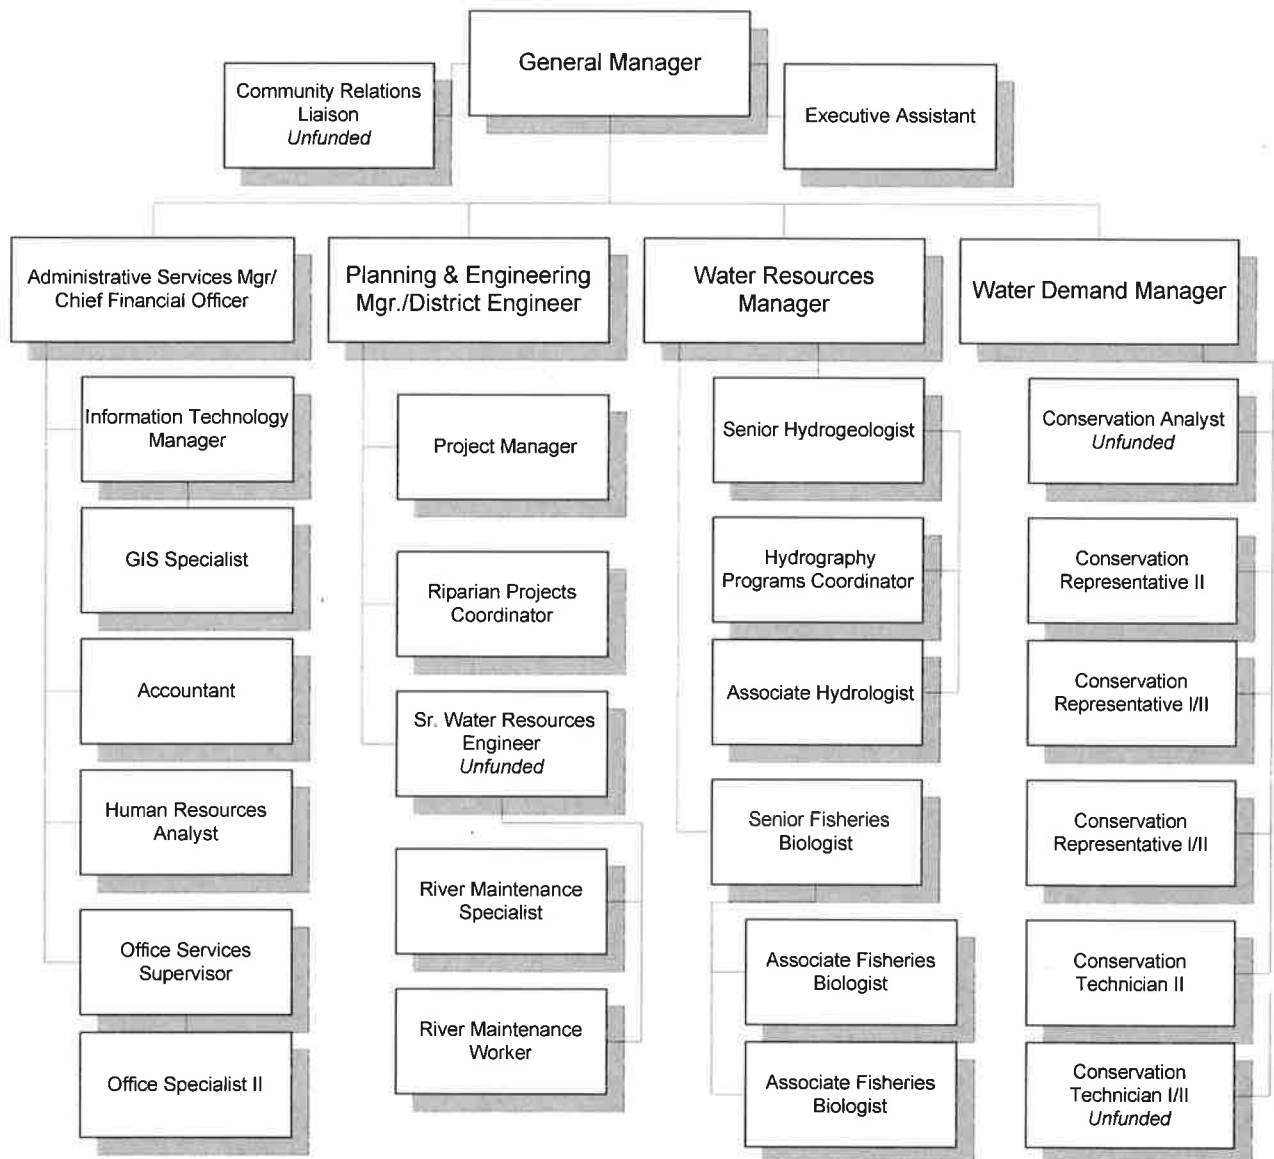 General Manager
Community Relations
Liaison
Unfunded
Executive Assistant
Administrative Services Mgr/
Chief Financial Officer
Planning & Engineering
Mgr./District Engineer
Water Resources
Manager
Water Demand Manager
Information Technology
Manager
GIS Specialist
Accountant
Human Resources
Analyst
Office Services
Supervisor
Office Specialist II
Project Manager
Riparian Projects
Coordinator
Sr. Water Resources
Engineer
Unfunded
River Maintenance
Specialist
River Maintenance
Worker
Senior Hydrogeologist
Hydrography
Programs Coordinator
Associate Hydrologist
Senior Fisheries
Biologist
Associate Fisheries
Biologist
Associate Fisheries
Biologist
Conservation Analyst
Unfunded
Conservation
Representative II
Conservation
Representative I/II
Conservation
Representative I/II
Conservation
Technician II
Conservation
Technician I/II
Unfunded